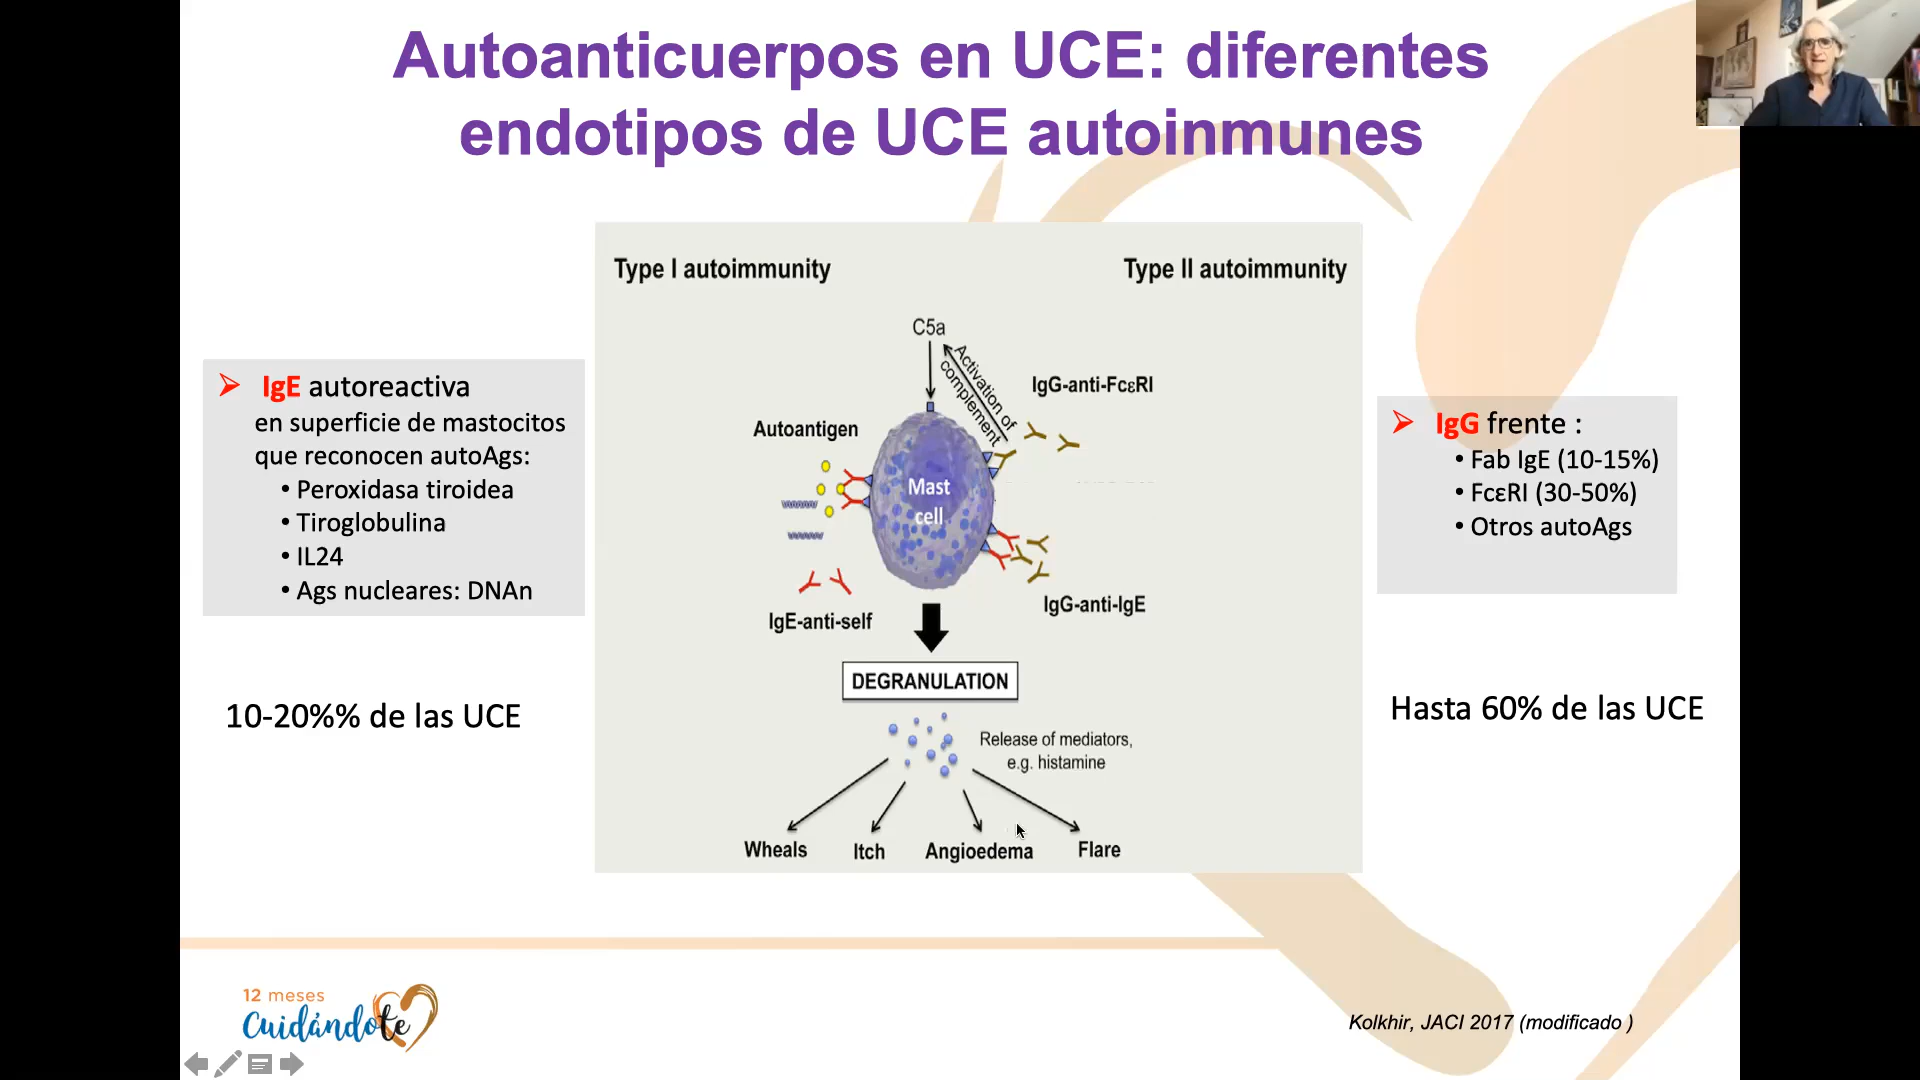 Autoanticuerpos en UCE: diferentes
endotipos de UCE autoinmunes
Type I autoimmunity
Type II autoimmunity
C5a
Activation of
complement
IgG-anti-FcεRI
Autoantigen
Mast
cell
IgE-anti-self
IgG-anti-IgE
DEGRANULATION
Release of mediators,
e.g. histamine
Wheals
Itch
Angioedema
Flare
IgE autoreactiva
en superficie de mastocitos
que reconocen autoAgs:
• Peroxidasa tiroidea
• Tiroglobulina
• IL24
• Ags nucleares: DNAn
10-20%% de las UCE
IgG frente :
• Fab IgE (10-15%)
• FcεRI (30-50%)
• Otros autoAgs
Hasta 60% de las UCE
12 meses
Cuidándote
Kolkhir, JACI 2017 (modificado )